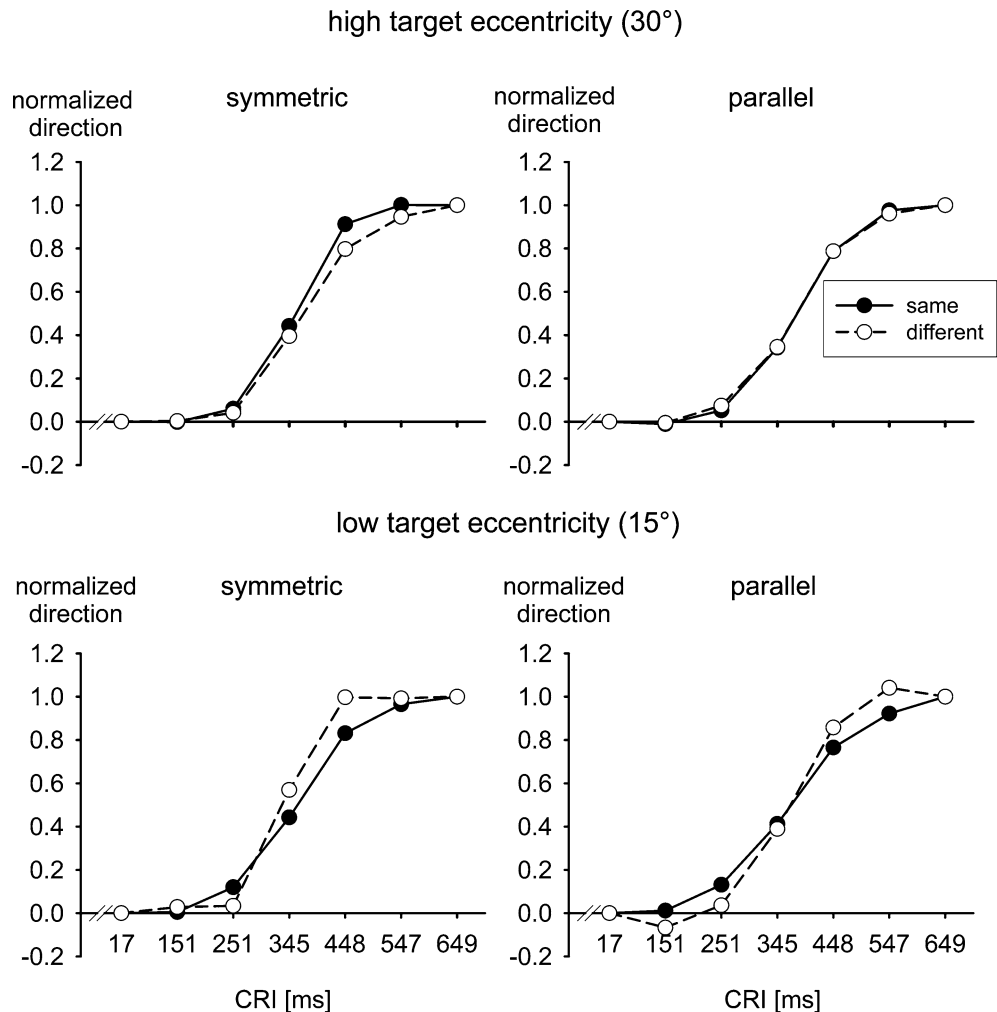 high target eccentricity (30°)
normalized
direction
symmetric
1.2
1.0
0.8
0.6
0.4
0.2
0.0
-0.2
normalized
direction
parallel
1.2
1.0
0.8
0.6
0.4
0.2
0.0
-0.2
same
different
low target eccentricity (15°)
normalized
direction
symmetric
1.2
1.0
0.8
0.6
0.4
0.2
0.0
-0.2
17 151 251 345 448 547 649
CRI [ms]
normalized
direction
parallel
1.2
1.0
0.8
0.6
0.4
0.2
0.0
-0.2
17 151 251 345 448 547 649
CRI [ms]